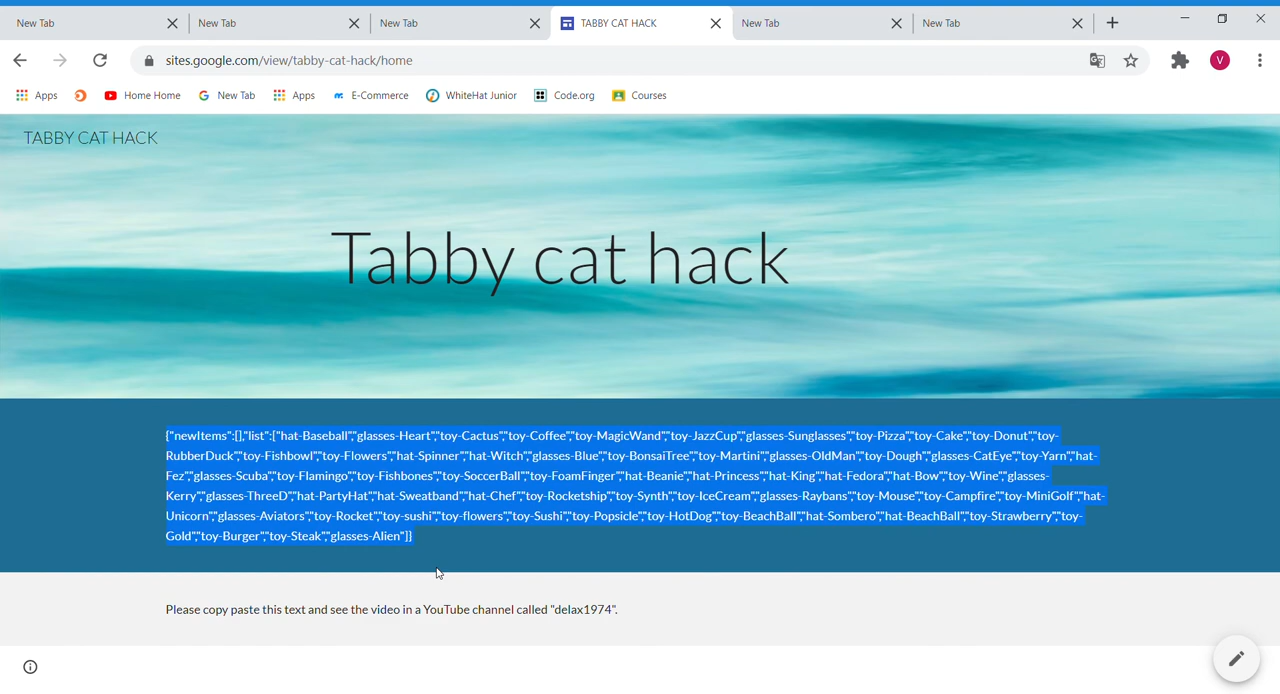 New Tab
New Tab
New Tab
TABBY CAT HACK
New Tab
New Tab
sites.google.com/view/tabby-cat-hack/home
V
Apps
Home Home
New Tab
Apps
E-Commerce
WhiteHat Junior
Code.org
Courses
TABBY CAT HACK
Tabby cat hack
{"newItems":[],"list":["hat-Baseball","glasses-Heart","toy-Cactus","toy-Coffee","toy-MagicWand","toy-JazzCup","glasses-Sunglasses","toy-Pizza","toy-Cake","toy-Donut","toy-
RubberDuck","toy-Fishbowl","toy-Flowers","hat-Spinner","hat-Witch","glasses-Blue","toy-BonsaiTree","toy-Martini","glasses-OldMan","toy-Dough","glasses-CatEye","toy-Yarn","hat-
Fez","glasses-Scuba","toy-Flamingo","toy-Fishbones","toy-SoccerBall","toy-FoamFinger","hat-Beanie","hat-Princess","hat-King","hat-Fedora","hat-Bow","toy-Wine","glasses-
Kerry","glasses-ThreeD","hat-PartyHat","hat-Sweatband","hat-Chef","toy-Rocketship","toy-Synth","toy-IceCream","glasses-Raybans","toy-Mouse","toy-Campfire","toy-MiniGolf","hat-
Unicorn","glasses-Aviators","toy-Rocket","toy-sushi","toy-flowers","toy-Sushi","toy-Popsicle","toy-HotDog","toy-BeachBall","hat-Sombero","hat-BeachBall","toy-Strawberry","toy-
Gold","toy-Burger","toy-Steak","glasses-Alien"]}
Please copy paste this text and see the video in a YouTube channel called "delax1974".